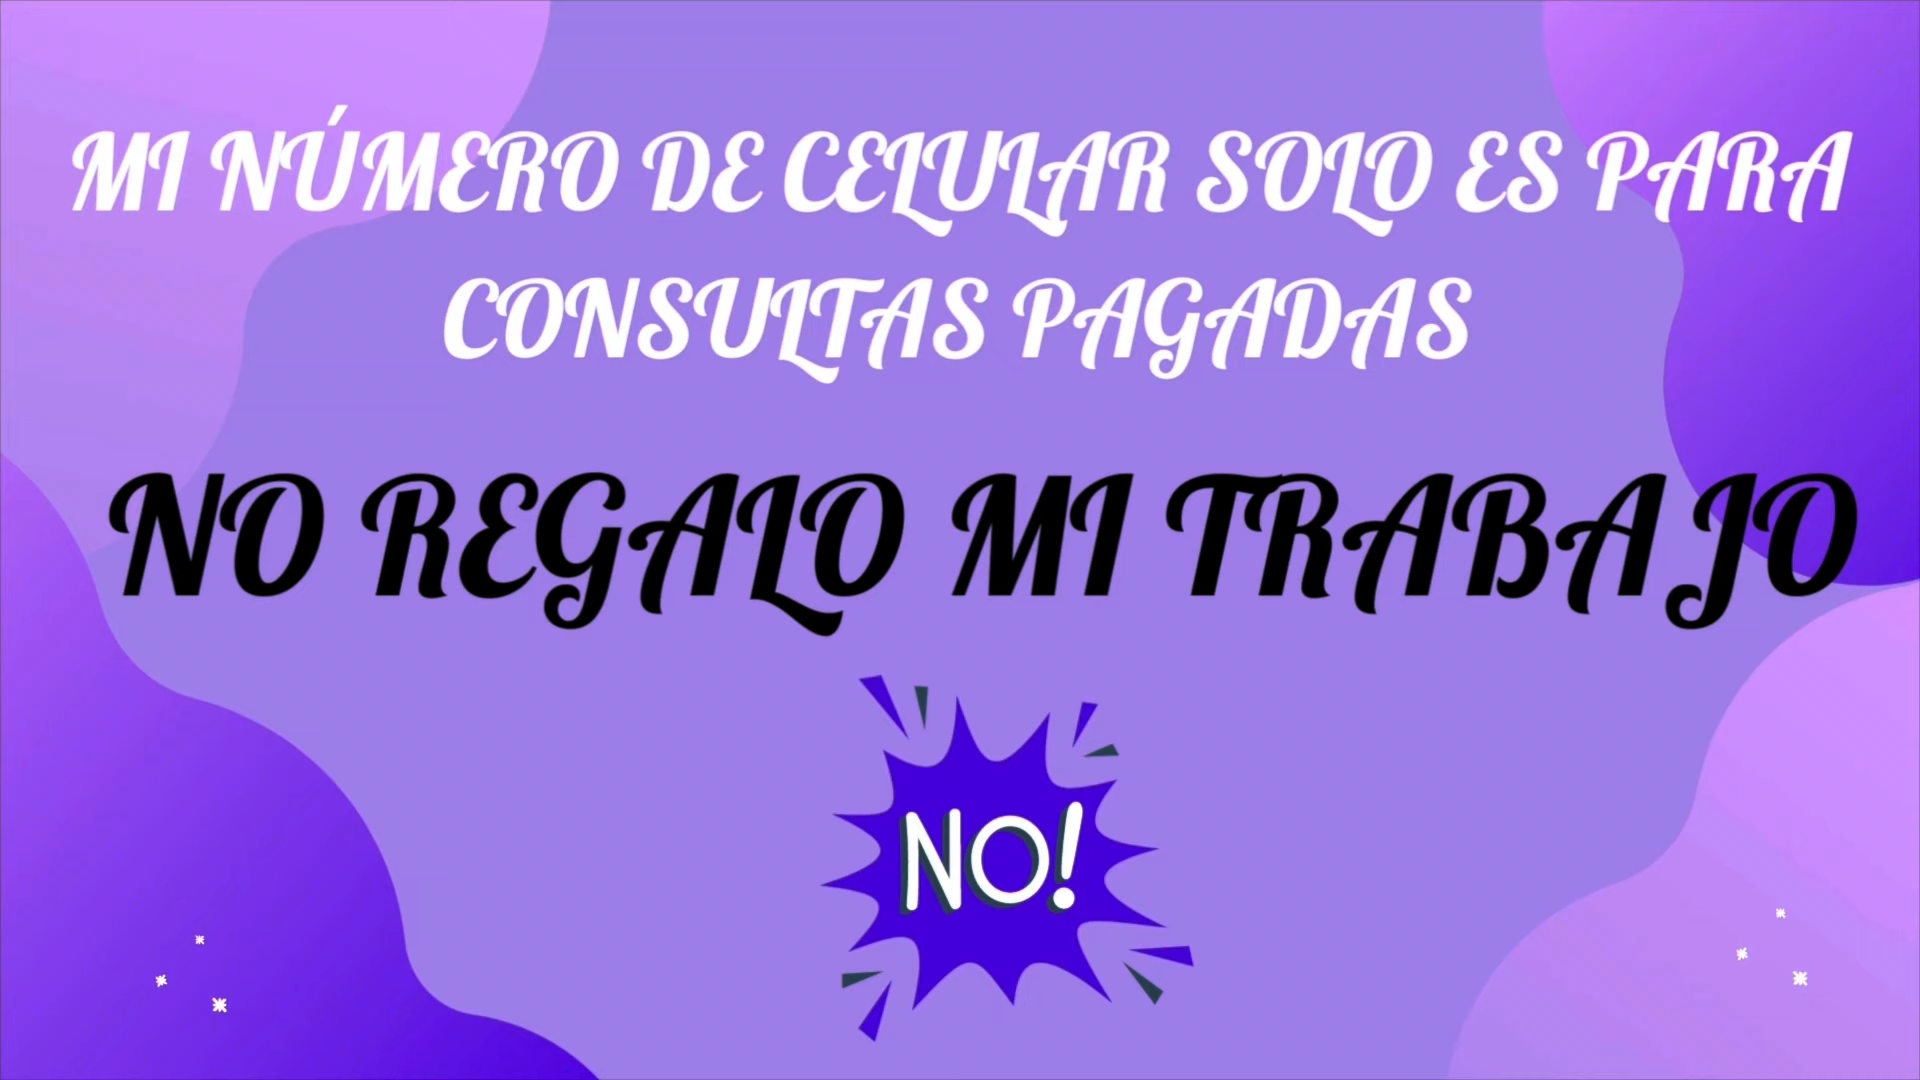 MI NÚMERO DE CELULAR SOLO ES PARA
CONSULTAS PAGADAS
NO REGALO MI TRABAJO
NO!